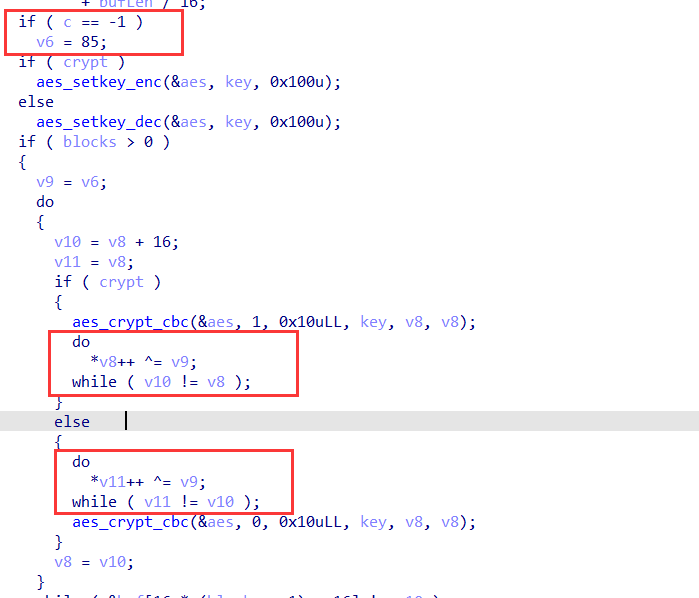 + bufLen / 16;
if ( c == -1 )
v6 = 85;
if ( crypt )
aes_setkey_enc(&aes, key, 0x100u);
else
aes_setkey_dec(&aes, key, 0x100u);
if ( blocks > 0 )
{
v9 = v6;
do
{
v10 = v8 + 16;
v11 = v8;
if ( crypt )
{
aes_crypt_cbc(&aes, 1, 0x10uLL, key, v8, v8);
do
*v8++ ^= v9;
while ( v10 != v8 );
}
else
{
do
*v11++ ^= v9;
while ( v11 != v10 );
aes_crypt_cbc(&aes, 0, 0x10uLL, key, v8, v8);
}
v8 = v10;
}